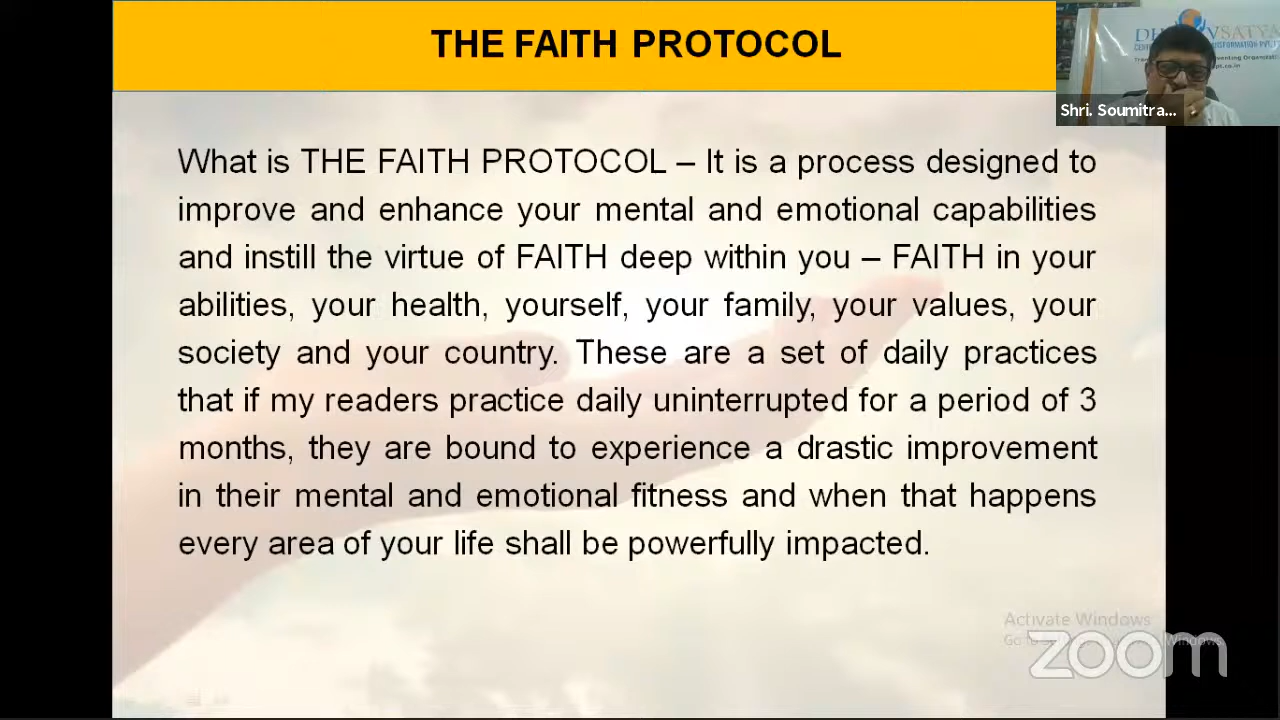 THE FAITH PROTOCOL
Shri. Soumitra...
What is THE FAITH PROTOCOL – It is a process designed to
improve and enhance your mental and emotional capabilities
and instill the virtue of FAITH deep within you – FAITH in your
abilities, your health, yourself, your family, your values, your
society and your country. These are a set of daily practices
that if my readers practice daily uninterrupted for a period of 3
months, they are bound to experience a drastic improvement
in their mental and emotional fitness and when that happens
every area of your life shall be powerfully impacted.
Activate Windows
Go to Windows
zoom